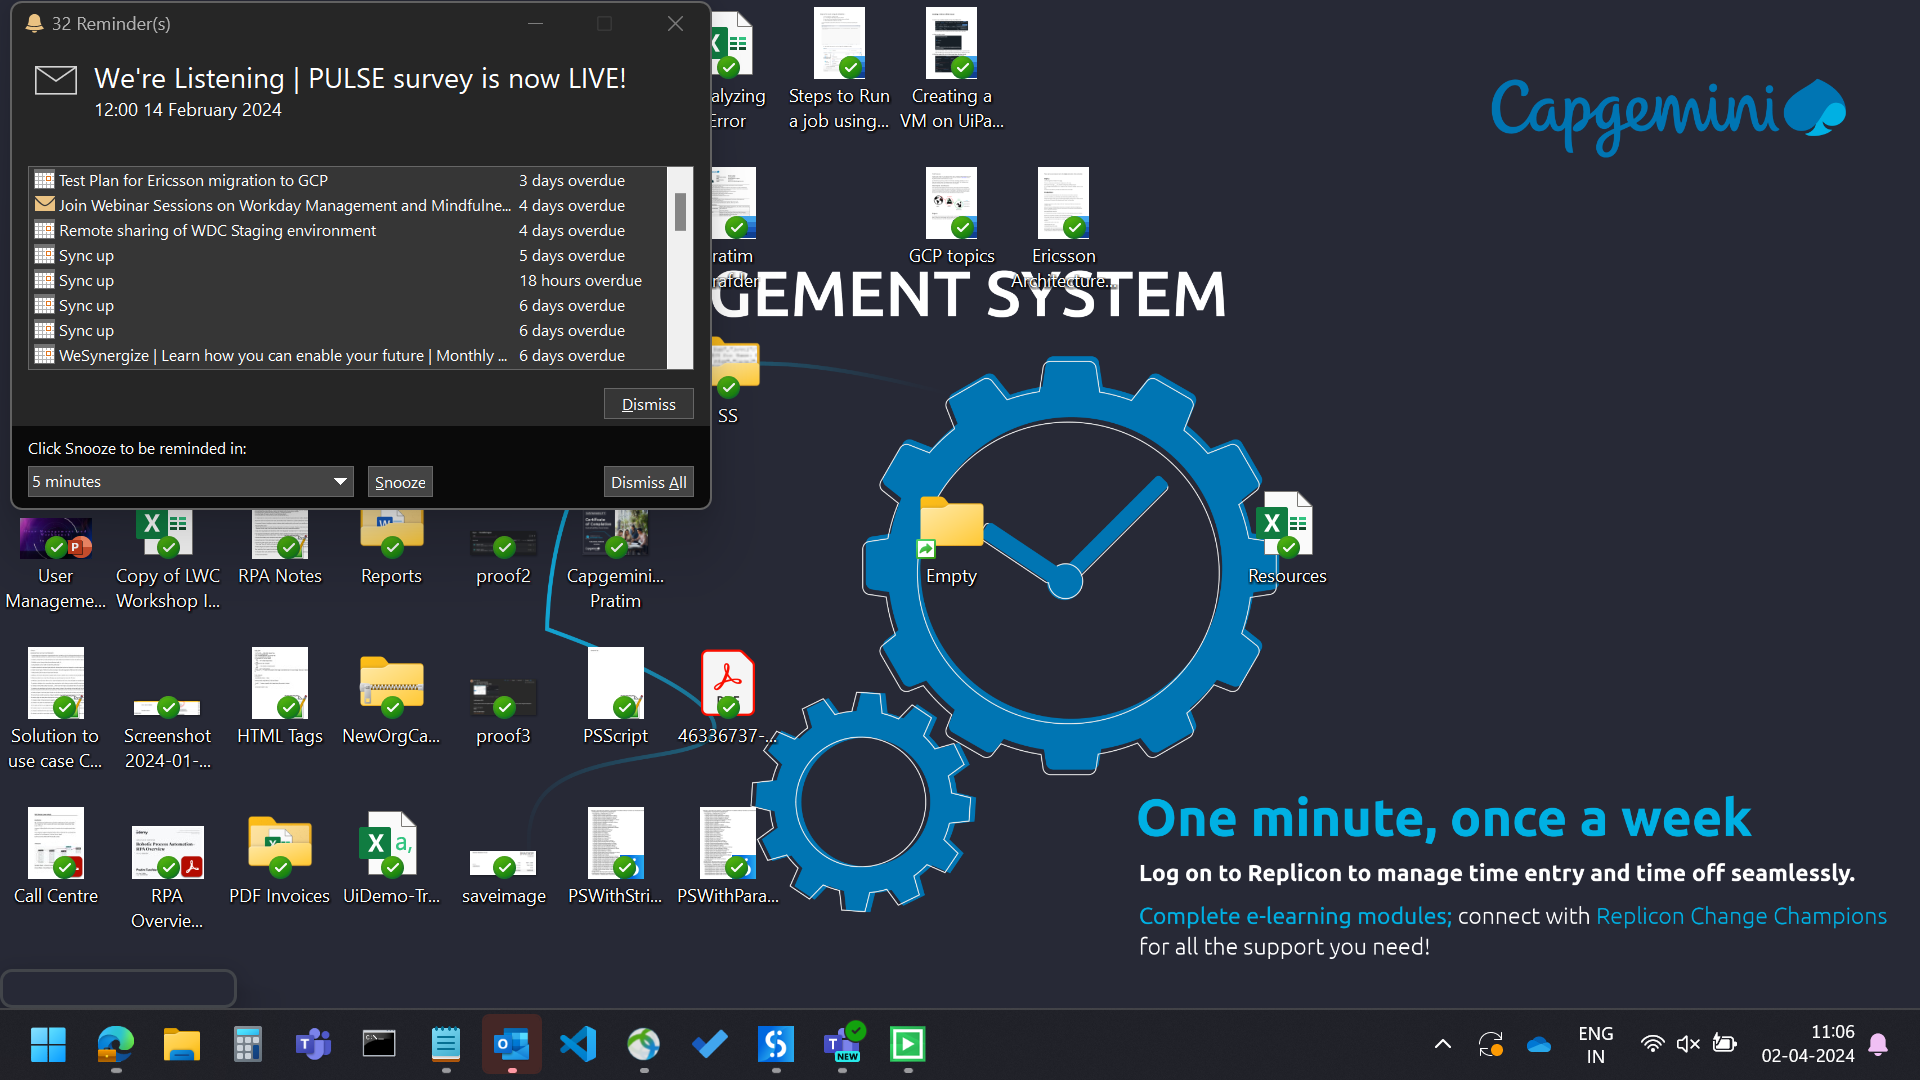 32 Reminder(s)
We're Listening | PULSE survey is now LIVE!
12:00 14 February 2024
Test Plan for Ericsson migration to GCP 3 days overdue
Join Webinar Sessions on Workday Management and Mindfulne... 4 days overdue
Remote sharing of WDC Staging environment 4 days overdue
Sync up 5 days overdue
Sync up 18 hours overdue
Sync up 6 days overdue
Sync up 6 days overdue
WeSynergize | Learn how you can enable your future | Monthly ... 6 days overdue
Dismiss
Click Snooze to be reminded in:
5 minutes
Snooze
Dismiss All
alyzing
Error
Steps to Run
a job using...
Creating a
VM on UiPa...
Capgemini
ratim
rafder
GCP topics
Ericsson
Architecture...
GEMENT SYSTEM
SS
Empty
Resources
User
Manageme...
Copy of LWC
Workshop I...
RPA Notes
Reports
proof2
Capgemini...
Pratim
Solution to
use case C...
Screenshot
2024-01-...
HTML Tags
NewOrgCa...
proof3
PSScript
46336737-...
Call Centre
RPA
Overvie...
PDF Invoices
UiDemo-Tr...
saveimage
PSWithStri...
PSWithPara...
One minute, once a week
Log on to Replicon to manage time entry and time off seamlessly.
Complete e-learning modules; connect with Replicon Change Champions
for all the support you need!
NEW
ENG
IN
11:06
02-04-2024